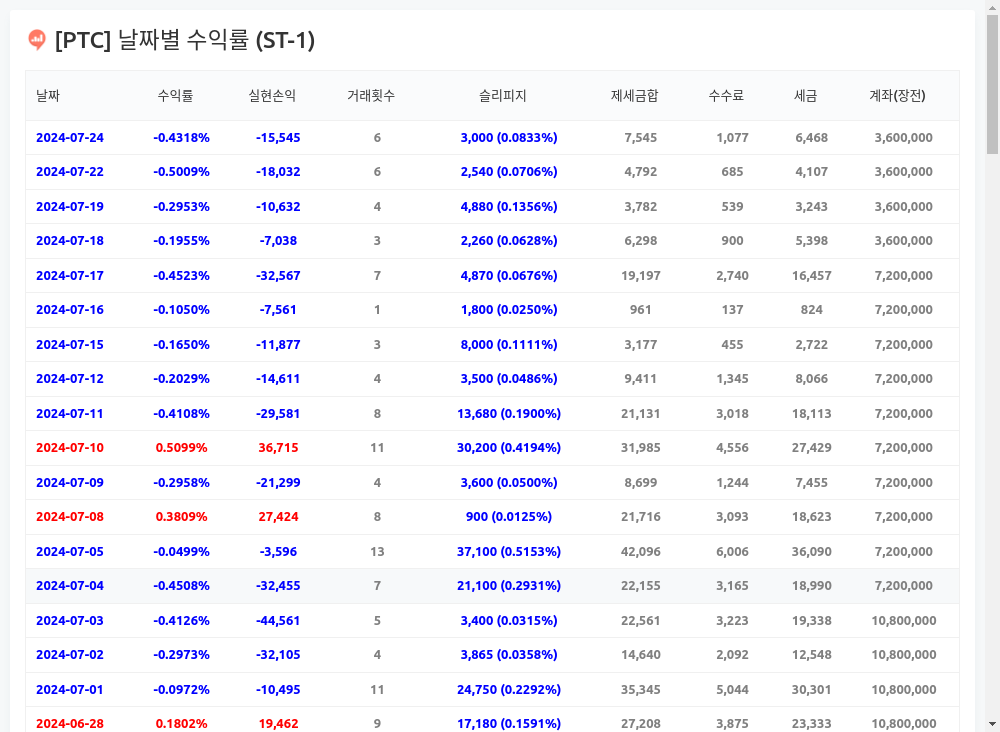 [PTC] 날짜별 수익률 (ST-1)
날짜 수익률 실현손익 거래횟수 슬리피지 제세금합 수수료 세금 계좌(장전)
2024-07-24 -0.4318% -15,545 6 3,000 (0.0833%) 7,545 1,077 6,468 3,600,000
2024-07-22 -0.5009% -18,032 6 2,540 (0.0706%) 4,792 685 4,107 3,600,000
2024-07-19 -0.2953% -10,632 4 4,880 (0.1356%) 3,782 539 3,243 3,600,000
2024-07-18 -0.1955% -7,038 3 2,260 (0.0628%) 6,298 900 5,398 3,600,000
2024-07-17 -0.4523% -32,567 7 4,870 (0.0676%) 19,197 2,740 16,457 7,200,000
2024-07-16 -0.1050% -7,561 1 1,800 (0.0250%) 961 137 824 7,200,000
2024-07-15 -0.1650% -11,877 3 8,000 (0.1111%) 3,177 455 2,722 7,200,000
2024-07-12 -0.2029% -14,611 4 3,500 (0.0486%) 9,411 1,345 8,066 7,200,000
2024-07-11 -0.4108% -29,581 8 13,680 (0.1900%) 21,131 3,018 18,113 7,200,000
2024-07-10 0.5099% 36,715 11 30,200 (0.4194%) 31,985 4,556 27,429 7,200,000
2024-07-09 -0.2958% -21,299 4 3,600 (0.0500%) 8,699 1,244 7,455 7,200,000
2024-07-08 0.3809% 27,424 8 900 (0.0125%) 21,716 3,093 18,623 7,200,000
2024-07-05 -0.0499% -3,596 13 37,100 (0.5153%) 42,096 6,006 36,090 7,200,000
2024-07-04 -0.4508% -32,455 7 21,100 (0.2931%) 22,155 3,165 18,990 7,200,000
2024-07-03 -0.4126% -44,561 5 3,400 (0.0315%) 22,561 3,223 19,338 10,800,000
2024-07-02 -0.2973% -32,105 4 3,865 (0.0358%) 14,640 2,092 12,548 10,800,000
2024-07-01 -0.0972% -10,495 11 24,750 (0.2292%) 35,345 5,044 30,301 10,800,000
2024-06-28 0.1802% 19,462 9 17,180 (0.1591%) 27,208 3,875 23,333 10,800,000